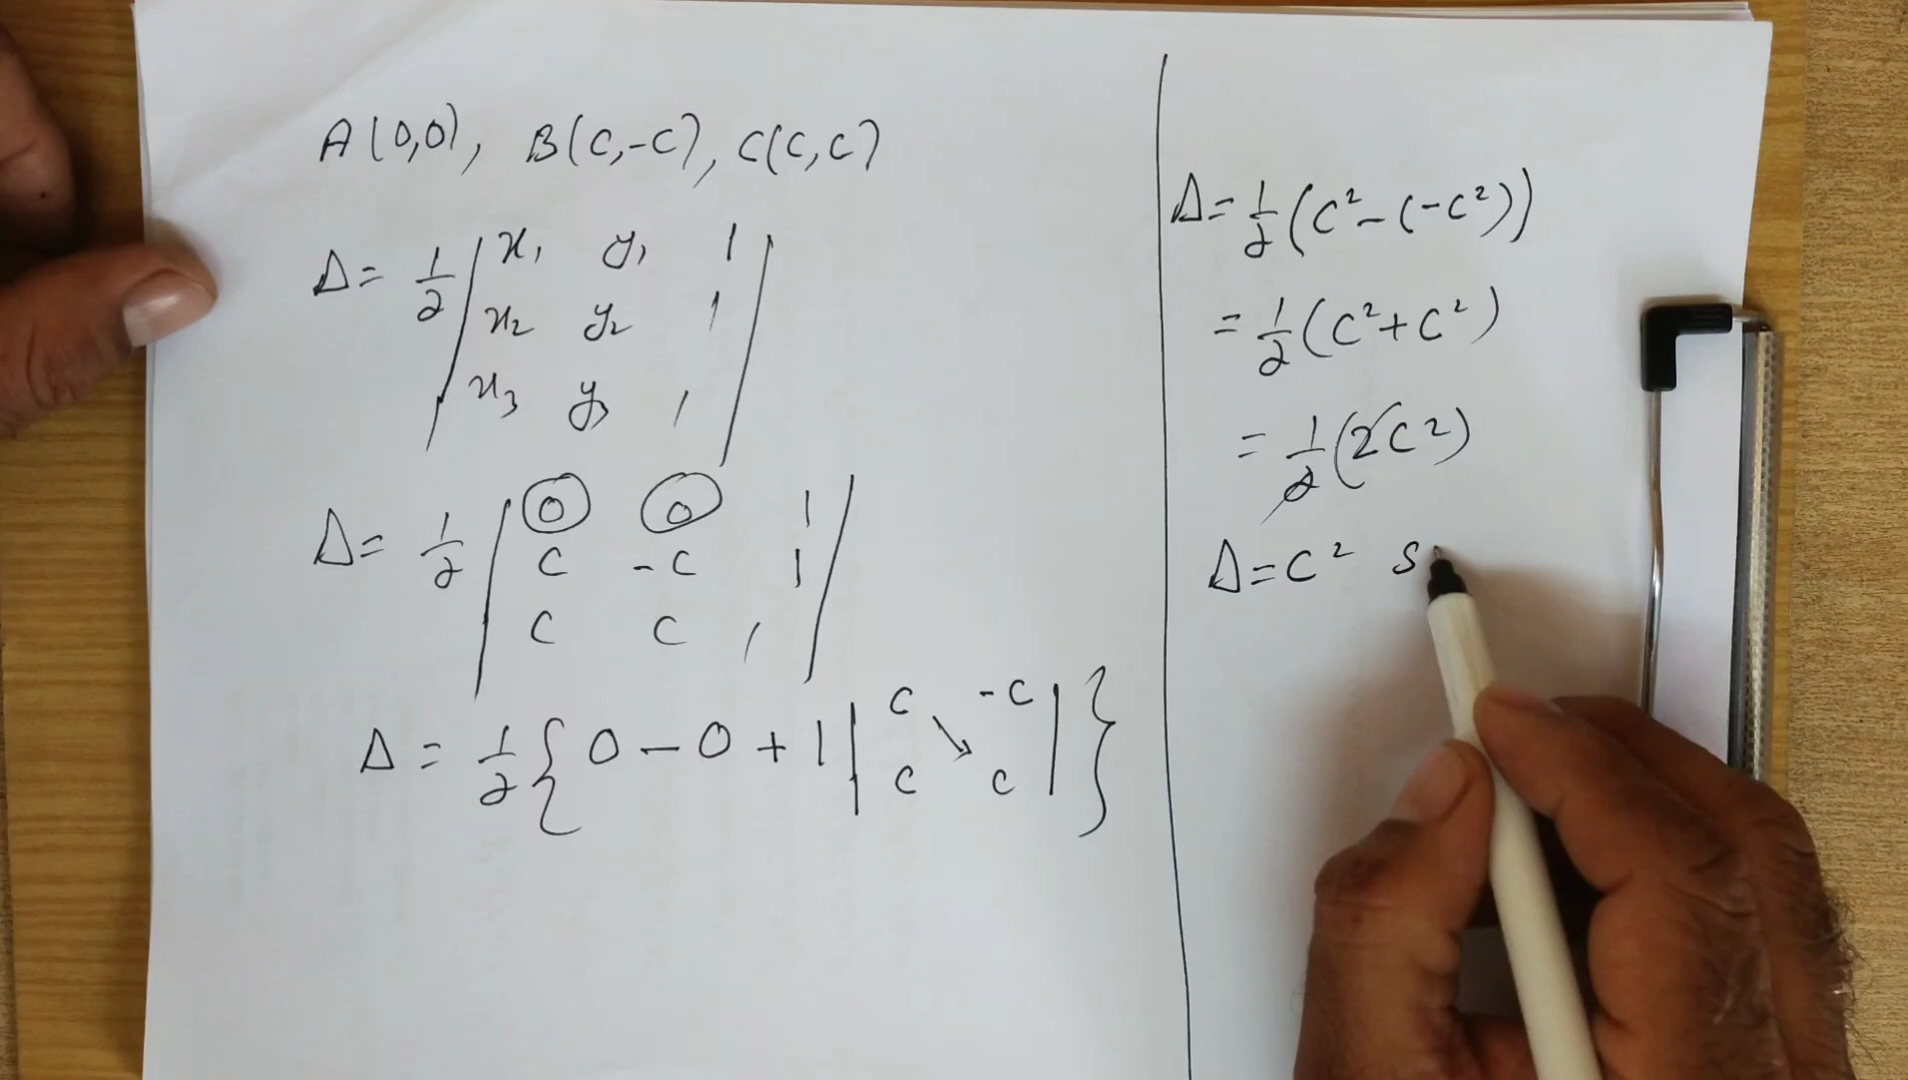 A(0,0), B(C,-C), C(C,C)
Δ = 1/2 | x₁ y₁ 1 |
| x₂ y₂ 1 |
| x₃ y₃ 1 |
Δ = 1/2 | 0 0 1 |
| C -C 1 |
| C C 1 |
Δ = 1/2 { 0 - 0 + 1 | C -C |
| C C | }
Δ = 1/2 (C² - (-C²))
= 1/2 (C² + C²)
= 1/2 (2C²)
Δ = C² S